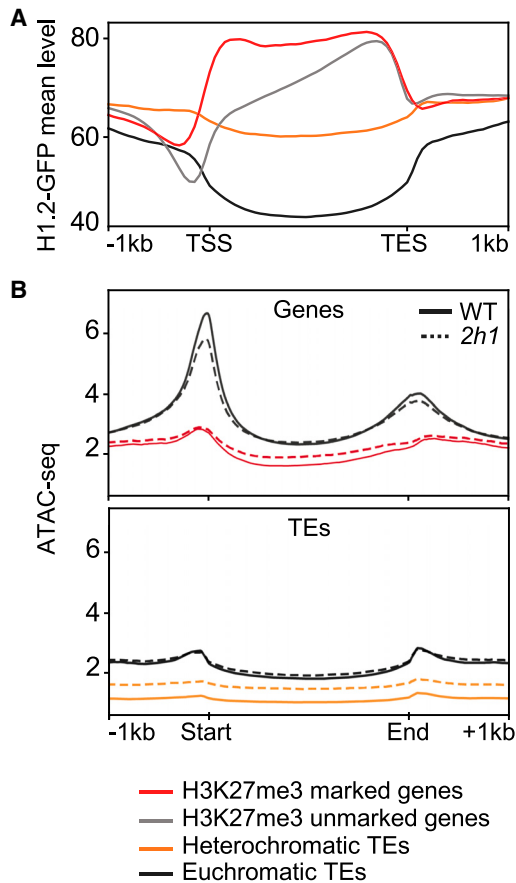 A
H1.2-GFP mean level
80
60
40
-1kb TSS TES 1kb
B
Genes
WT
2h1
ATAC-seq
6
4
2
TEs
6
4
2
-1kb Start End +1kb
H3K27me3 marked genes
H3K27me3 unmarked genes
Heterochromatic TEs
Euchromatic TEs